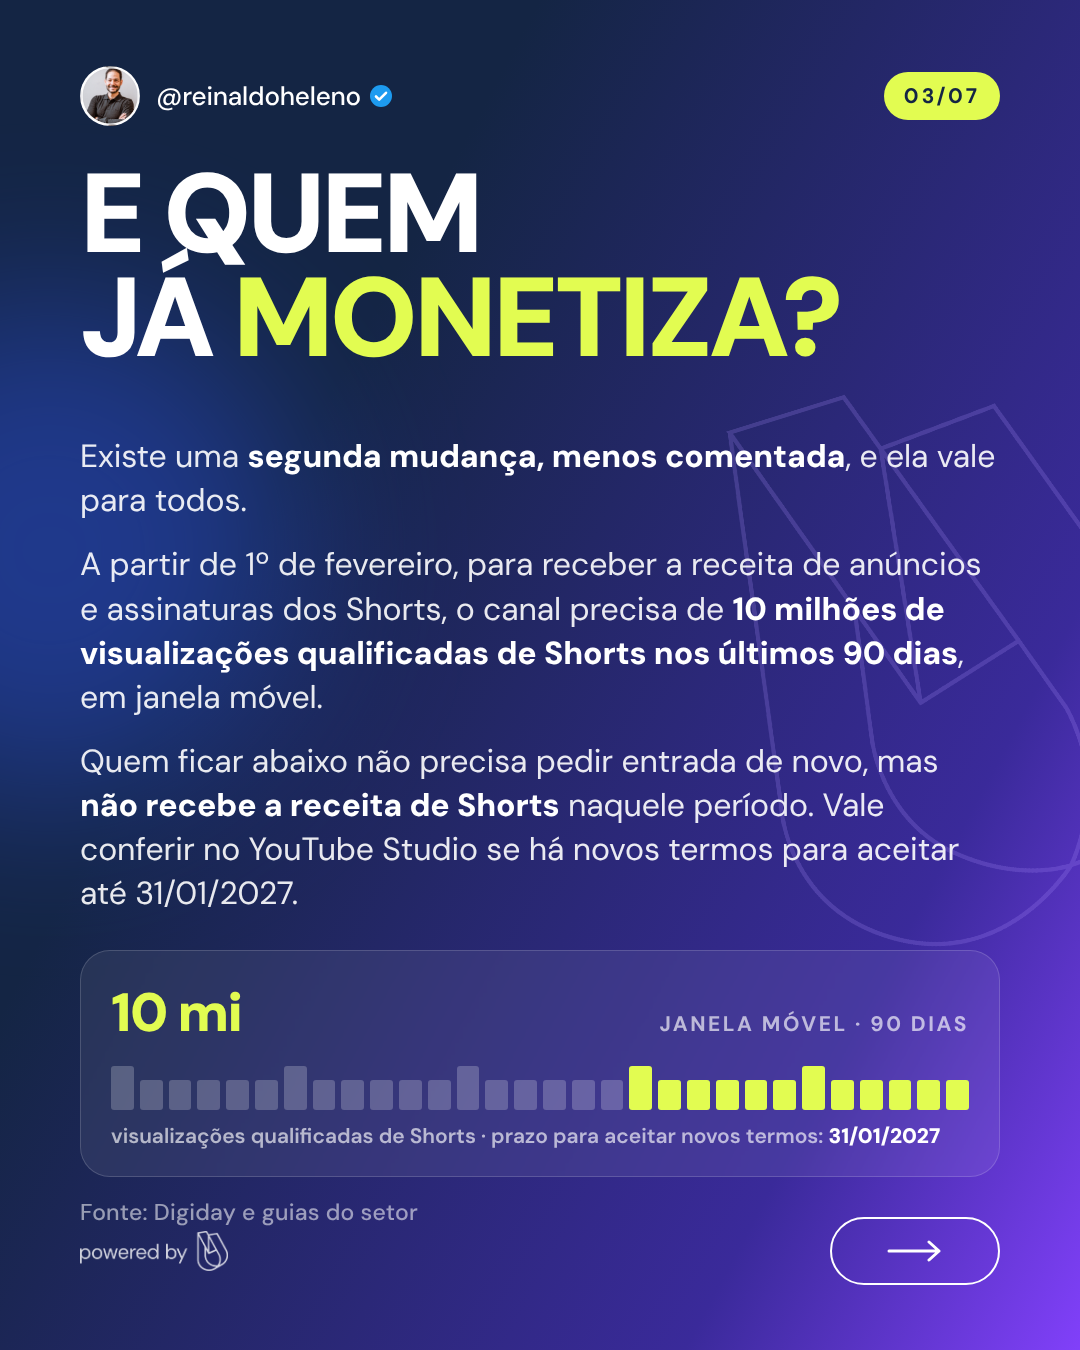 @reinaldoheleno
03/07
E QUEM
JÁ MONETIZA?
Existe uma segunda mudança, menos comentada, e ela vale
para todos.
A partir de 1º de fevereiro, para receber a receita de anúncios
e assinaturas dos Shorts, o canal precisa de 10 milhões de
visualizações qualificadas de Shorts nos últimos 90 dias,
em janela móvel.
Quem ficar abaixo não precisa pedir entrada de novo, mas
não recebe a receita de Shorts naquele período. Vale
conferir no YouTube Studio se há novos termos para aceitar
até 31/01/2027.
10 mi
JANELA MÓVEL · 90 DIAS
visualizações qualificadas de Shorts · prazo para aceitar novos termos: 31/01/2027
Fonte: Digiday e guias do setor
powered by